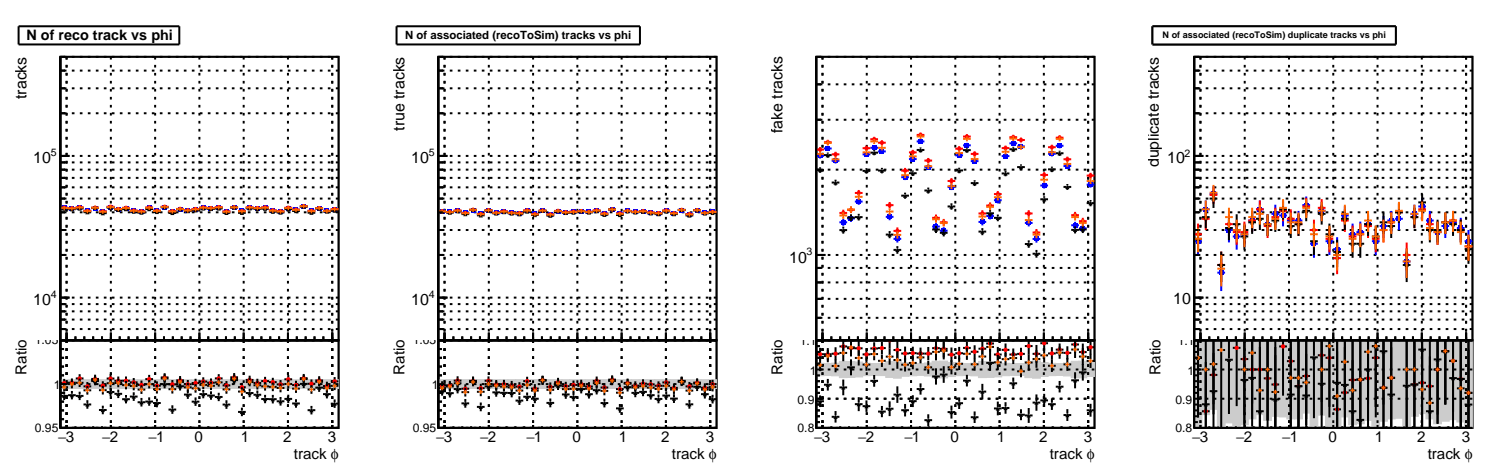 N of reco track vs phi
tracks
10^5
10^4
Ratio
1
0.95
−3 −2 −1 0 1 2 3
track ϕ
N of associated (recoToSim) tracks vs phi
true tracks
10^5
10^4
Ratio
1
0.95
−3 −2 −1 0 1 2 3
track ϕ
fake tracks
10^3
Ratio
1.1
1
0.9
0.8
−3 −2 −1 0 1 2 3
track ϕ
N of associated (recoToSim) duplicate tracks vs phi
duplicate tracks
10^2
10
Ratio
1.1
1
0.9
0.8
−3 −2 −1 0 1 2 3
track ϕ